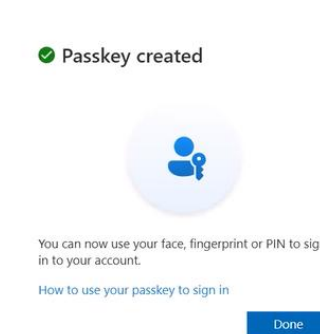 Passkey created
You can now use your face, fingerprint or PIN to
in to your account.
How to use your passkey to sign in
Done